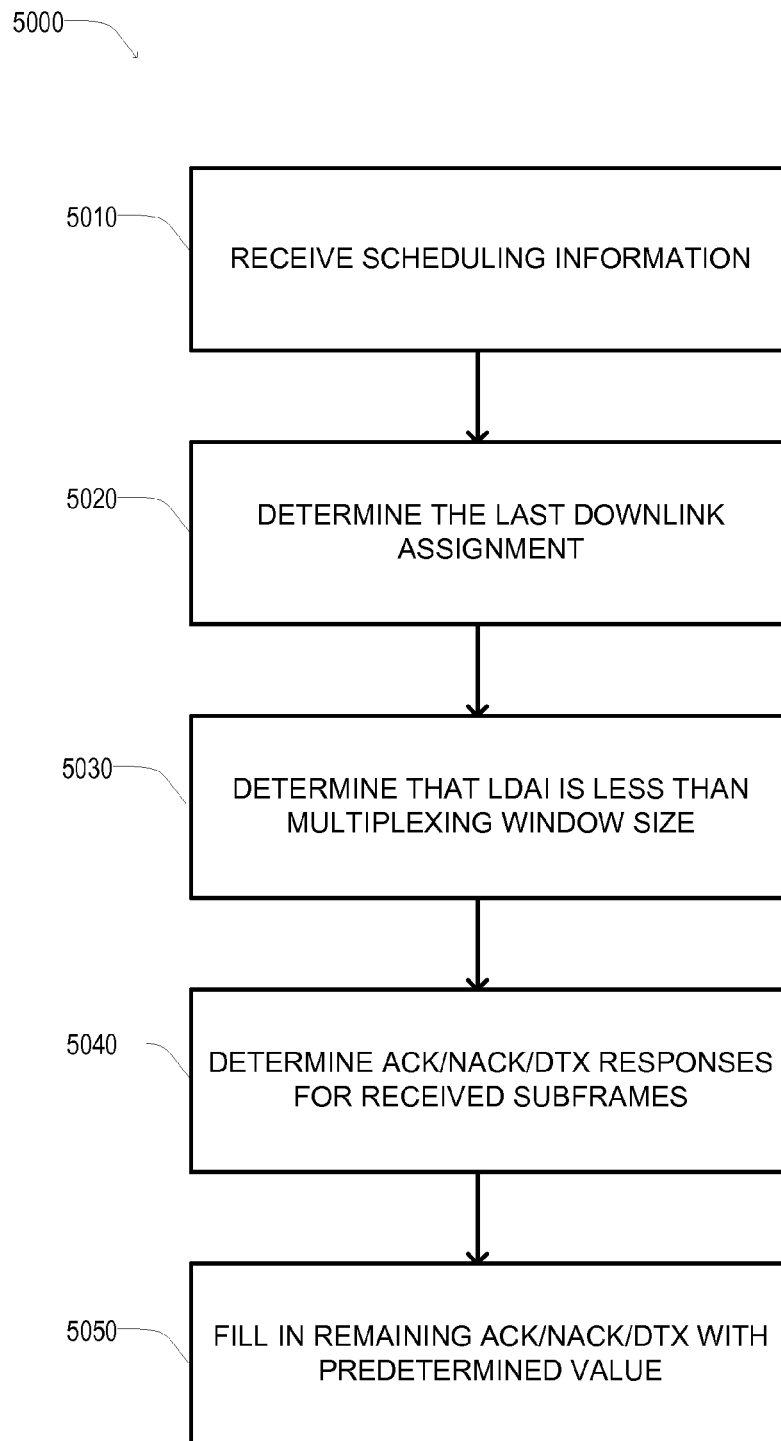 5000
5010
RECEIVE SCHEDULING INFORMATION
5020
DETERMINE THE LAST DOWNLINK
ASSIGNMENT
5030
DETERMINE THAT LDAI IS LESS THAN
MULTIPLEXING WINDOW SIZE
5040
DETERMINE ACK/NACK/DTX RESPONSES
FOR RECEIVED SUBFRAMES
5050
FILL IN REMAINING ACK/NACK/DTX WITH
PREDETERMINED VALUE